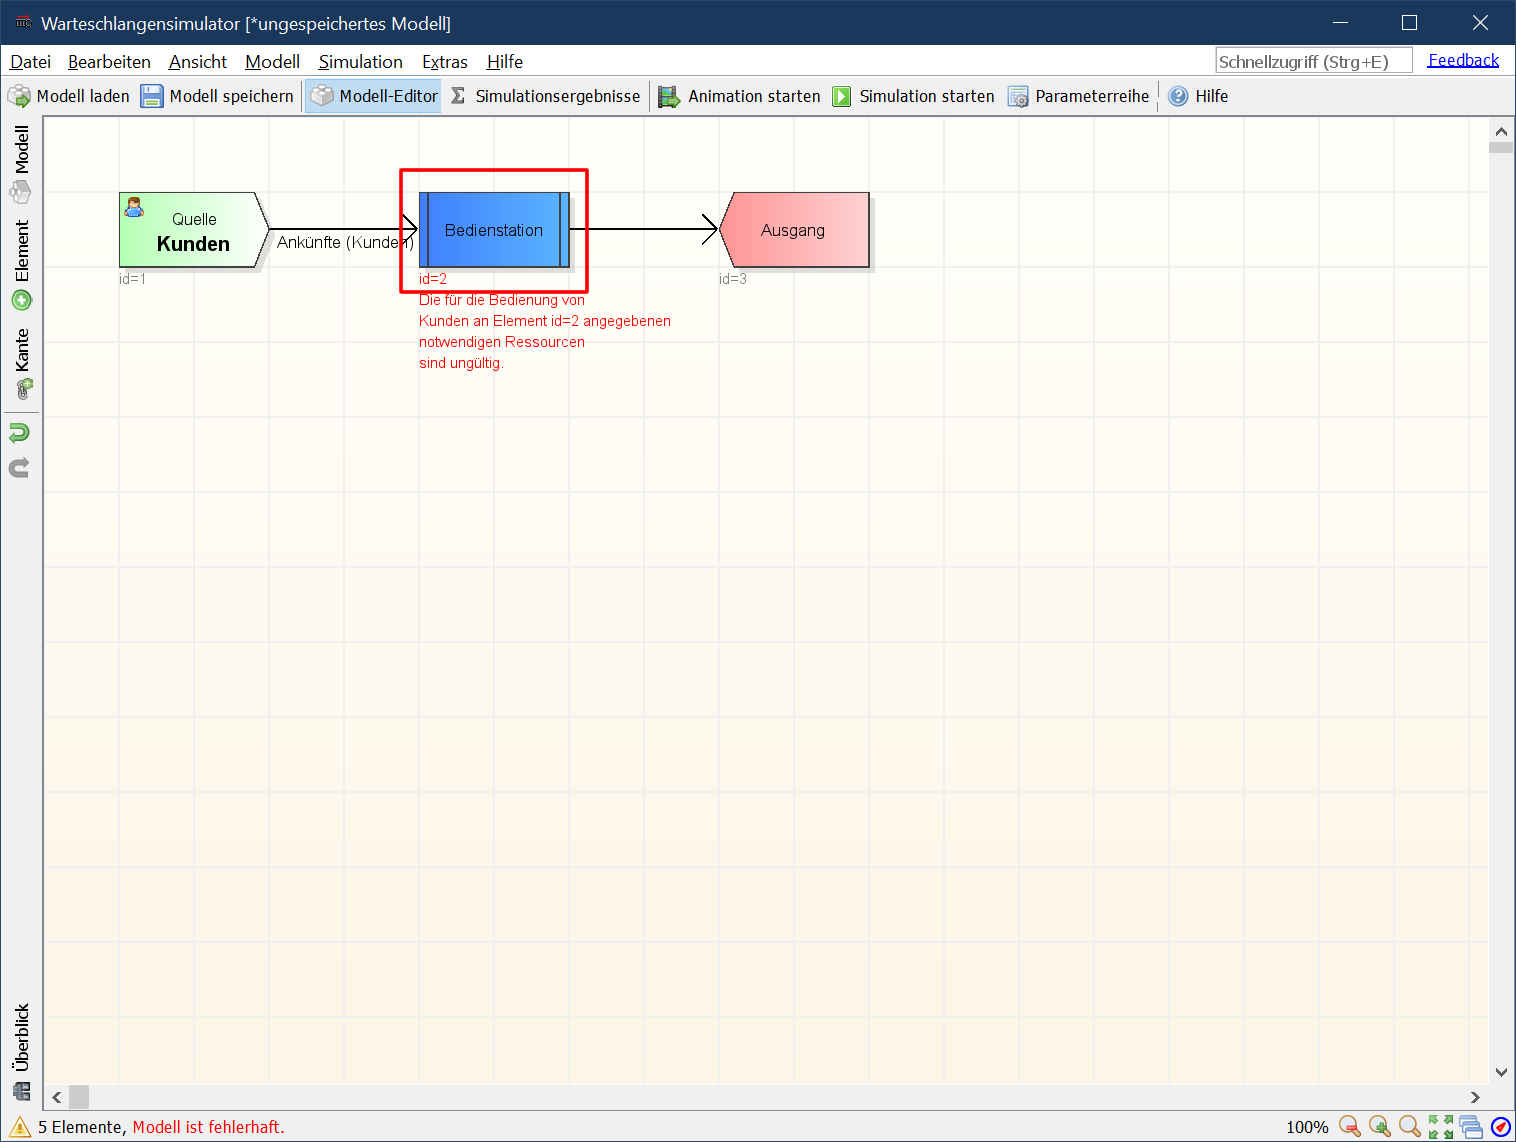 Warteschlangensimulator [*ungespeichertes Modell]
Datei Bearbeiten Ansicht Modell Simulation Extras Hilfe Schnellzugriff (Strg+E) Feedback
Modell laden Modell speichern Modell-Editor Simulationsergebnisse Animation starten Simulation starten Parameterreihe Hilfe
Modell
Element
Kante
Überblick
Quelle
Kunden
id=1
Ankünfte (Kunden)
Bedienstation
id=2
Die für die Bedienung von
Kunden an Element id=2 angegebenen
notwendigen Ressourcen
sind ungültig.
Ausgang
id=3
5 Elemente, Modell ist fehlerhaft. 100%